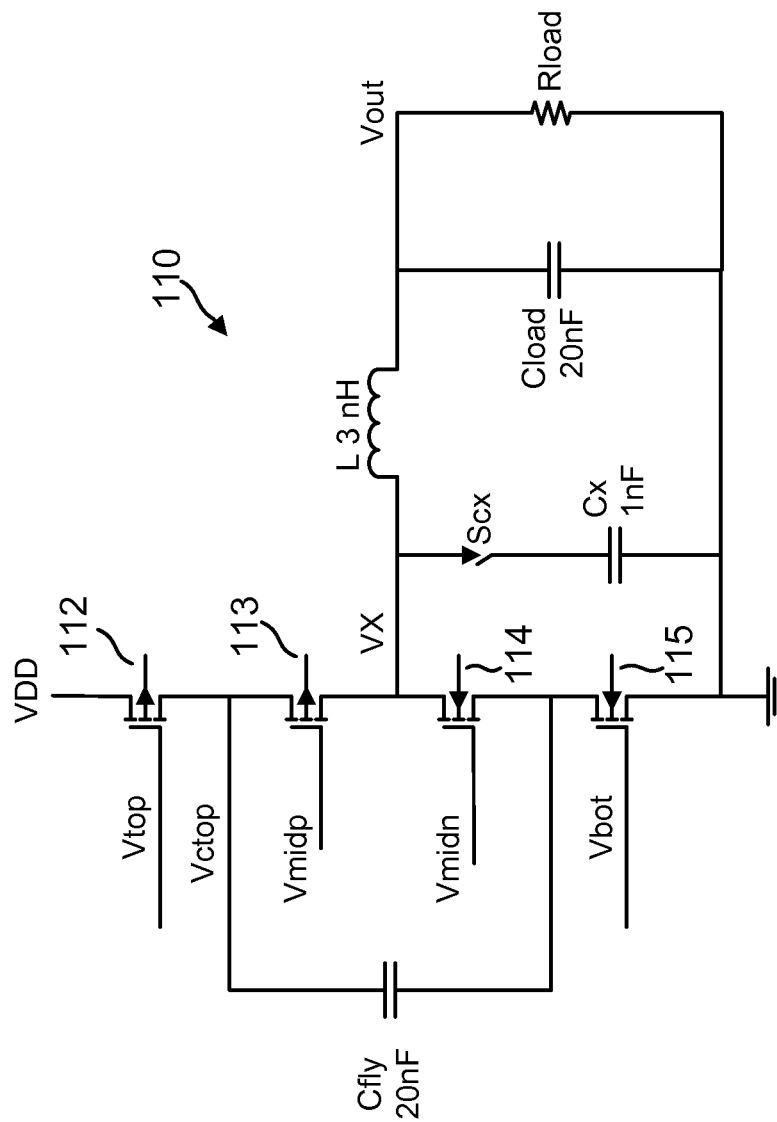 110
VDD
112
Vtop
Vctop
113
Vmidp
VX
L 3 nH
Vout
Rload
Cfly
20nF
Scx
Cload
20nF
Vmidn
114
Cx
1nF
Vbot
115